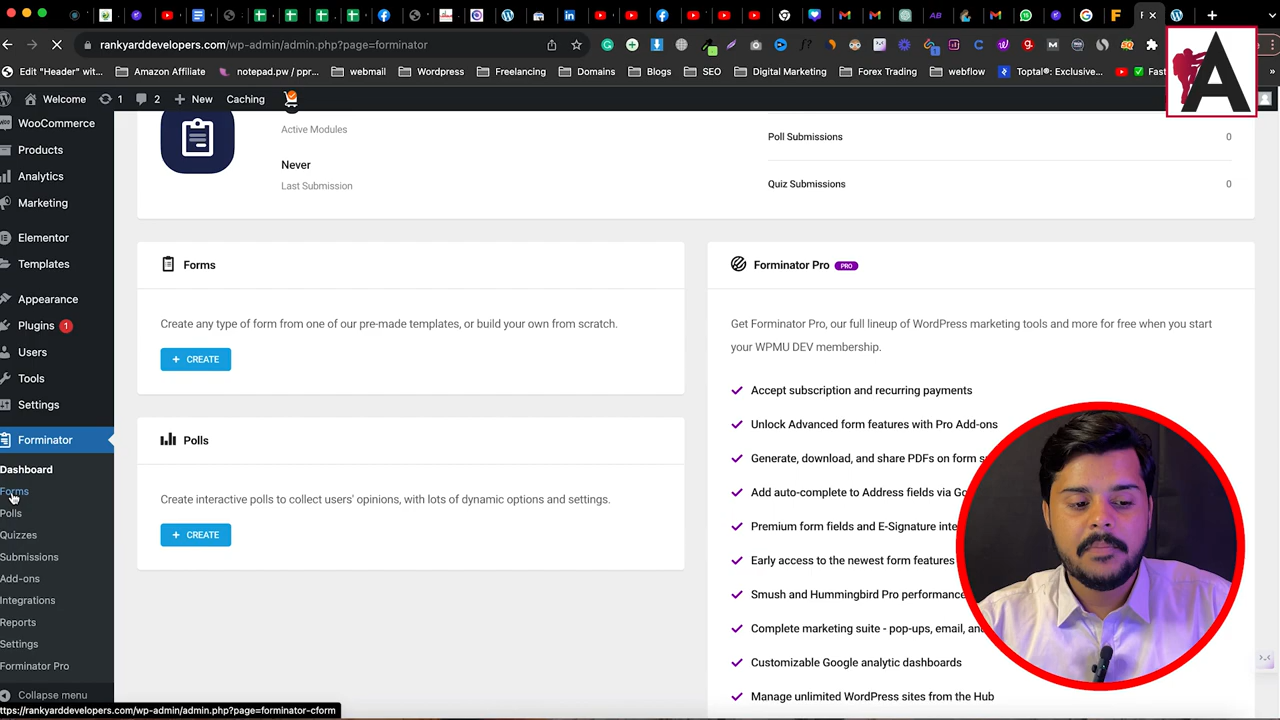 rankyarddevelopers.com/wp-admin/admin.php?page=forminator
Edit "Header" wit...
Amazon Affiliate
notepad.pw / ppr...
webmail
Wordpress
Freelancing
Domains
Blogs
SEO
Digital Marketing
Forex Trading
webflow
Toptal®: Exclusive...
Welcome
1
2
New
Caching
A
WooCommerce
Products
Analytics
Marketing
Elementor
Templates
Appearance
Plugins 1
Users
Tools
Settings
Forminator
Dashboard
Forms
Polls
Quizzes
Submissions
Add-ons
Integrations
Reports
Settings
Forminator Pro
Collapse menu
Active Modules
Never
Last Submission
Poll Submissions 0
Quiz Submissions 0
Forms
Create any type of form from one of our pre-made templates, or build your own from scratch.
+ CREATE
Polls
Create interactive polls to collect users' opinions, with lots of dynamic options and settings.
+ CREATE
Forminator Pro PRO
Get Forminator Pro, our full lineup of WordPress marketing tools and more for free when you start
your WPMU DEV membership.
Accept subscription and recurring payments
Unlock Advanced form features with Pro Add-ons
Generate, download, and share PDFs on form
Add auto-complete to Address fields via
Premium form fields and E-Signature
Early access to the newest form features
Smush and Hummingbird Pro performance
Complete marketing suite - pop-ups, email,
Customizable Google analytic dashboards
Manage unlimited WordPress sites from the Hub
ttps://rankyarddevelopers.com/wp-admin/admin.php?page=forminator-cform